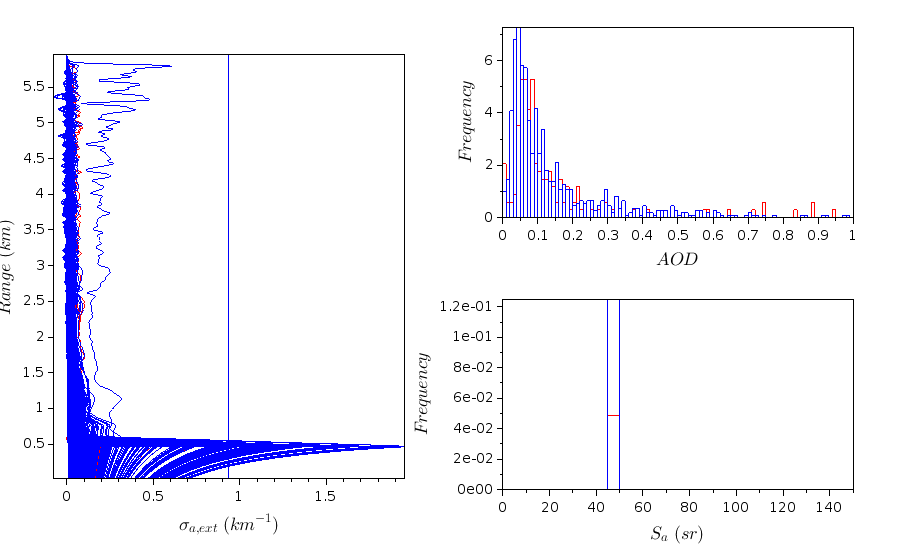 Range (km)
5.5
5
4.5
4
3.5
3
2.5
2
1.5
1
0.5
0 0.5 1 1.5
σa,ext (km⁻¹)
Frequency
6
4
2
0
0 0.1 0.2 0.3 0.4 0.5 0.6 0.7 0.8 0.9 1
AOD
Frequency
1.2e-01
1e-01
8e-02
6e-02
4e-02
2e-02
0e00
0 20 40 60 80 100 120 140
Sa (sr)